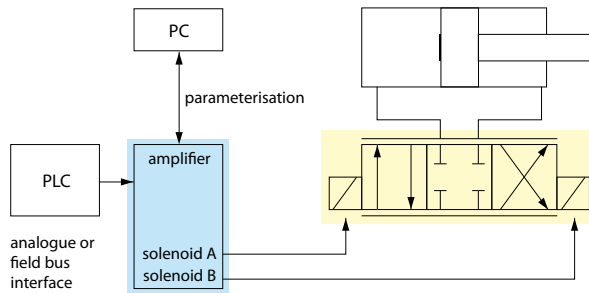 PC
parameterisation
amplifier
PLC
analogue or
field bus
interface
solenoid A
solenoid B